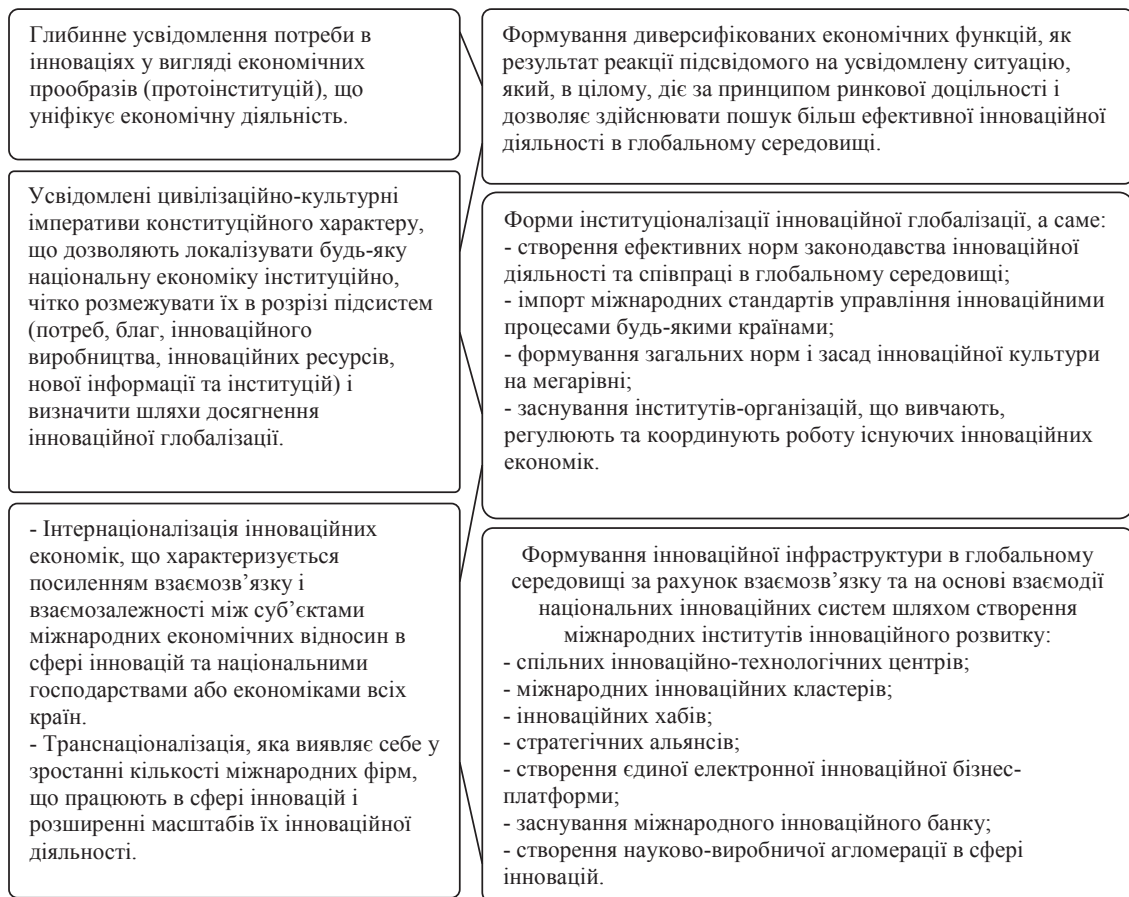 Глибинне усвідомлення потреби в
інноваціях у вигляді економічних
прообразів (протоінституцій), що
уніфікує економічну діяльність.
Формування диверсифікованих економічних функцій, як
результат реакції підсвідомого на усвідомлену ситуацію,
який, в цілому, діє за принципом ринкової доцільності і
дозволяє здійснювати пошук більш ефективної інноваційної
діяльності в глобальному середовищі.
Усвідомлені цивілізаційно-культурні
імперативи конституційного характеру,
що дозволяють локалізувати будь-яку
національну економіку інституційно,
чітко розмежувати їх в розрізі підсистем
(потреб, благ, інноваційного
виробництва, інноваційних ресурсів,
нової інформації та інституцій) і
визначити шляхи досягнення
інноваційної глобалізації.
Форми інституціоналізації інноваційної глобалізації, а саме:
- створення ефективних норм законодавства інноваційної
діяльності та співпраці в глобальному середовищі;
- імпорт міжнародних стандартів управління інноваційними
процесами будь-якими країнами;
- формування загальних норм і засад інноваційної культури
на мегарівні;
- заснування інститутів-організацій, що вивчають,
регулюють та координують роботу існуючих інноваційних
економік.
- Інтернаціоналізація інноваційних
економік, що характеризується
посиленням взаємозв’язку і
взаємозалежності між суб’єктами
міжнародних економічних відносин в
сфері інновацій та національними
господарствами або економіками всіх
країн.
- Транснаціоналізація, яка виявляє себе у
зростанні кількості міжнародних фірм,
що працюють в сфері інновацій і
розширенні масштабів їх інноваційної
діяльності.
Формування інноваційної інфраструктури в глобальному
середовищі за рахунок взаємозв’язку та на основі взаємодії
національних інноваційних систем шляхом створення
міжнародних інститутів інноваційного розвитку:
- спільних інноваційно-технологічних центрів;
- міжнародних інноваційних кластерів;
- інноваційних хабів;
- стратегічних альянсів;
- створення єдиної електронної інноваційної бізнес-
платформи;
- заснування міжнародного інноваційного банку;
- створення науково-виробничої агломерації в сфері
інновацій.